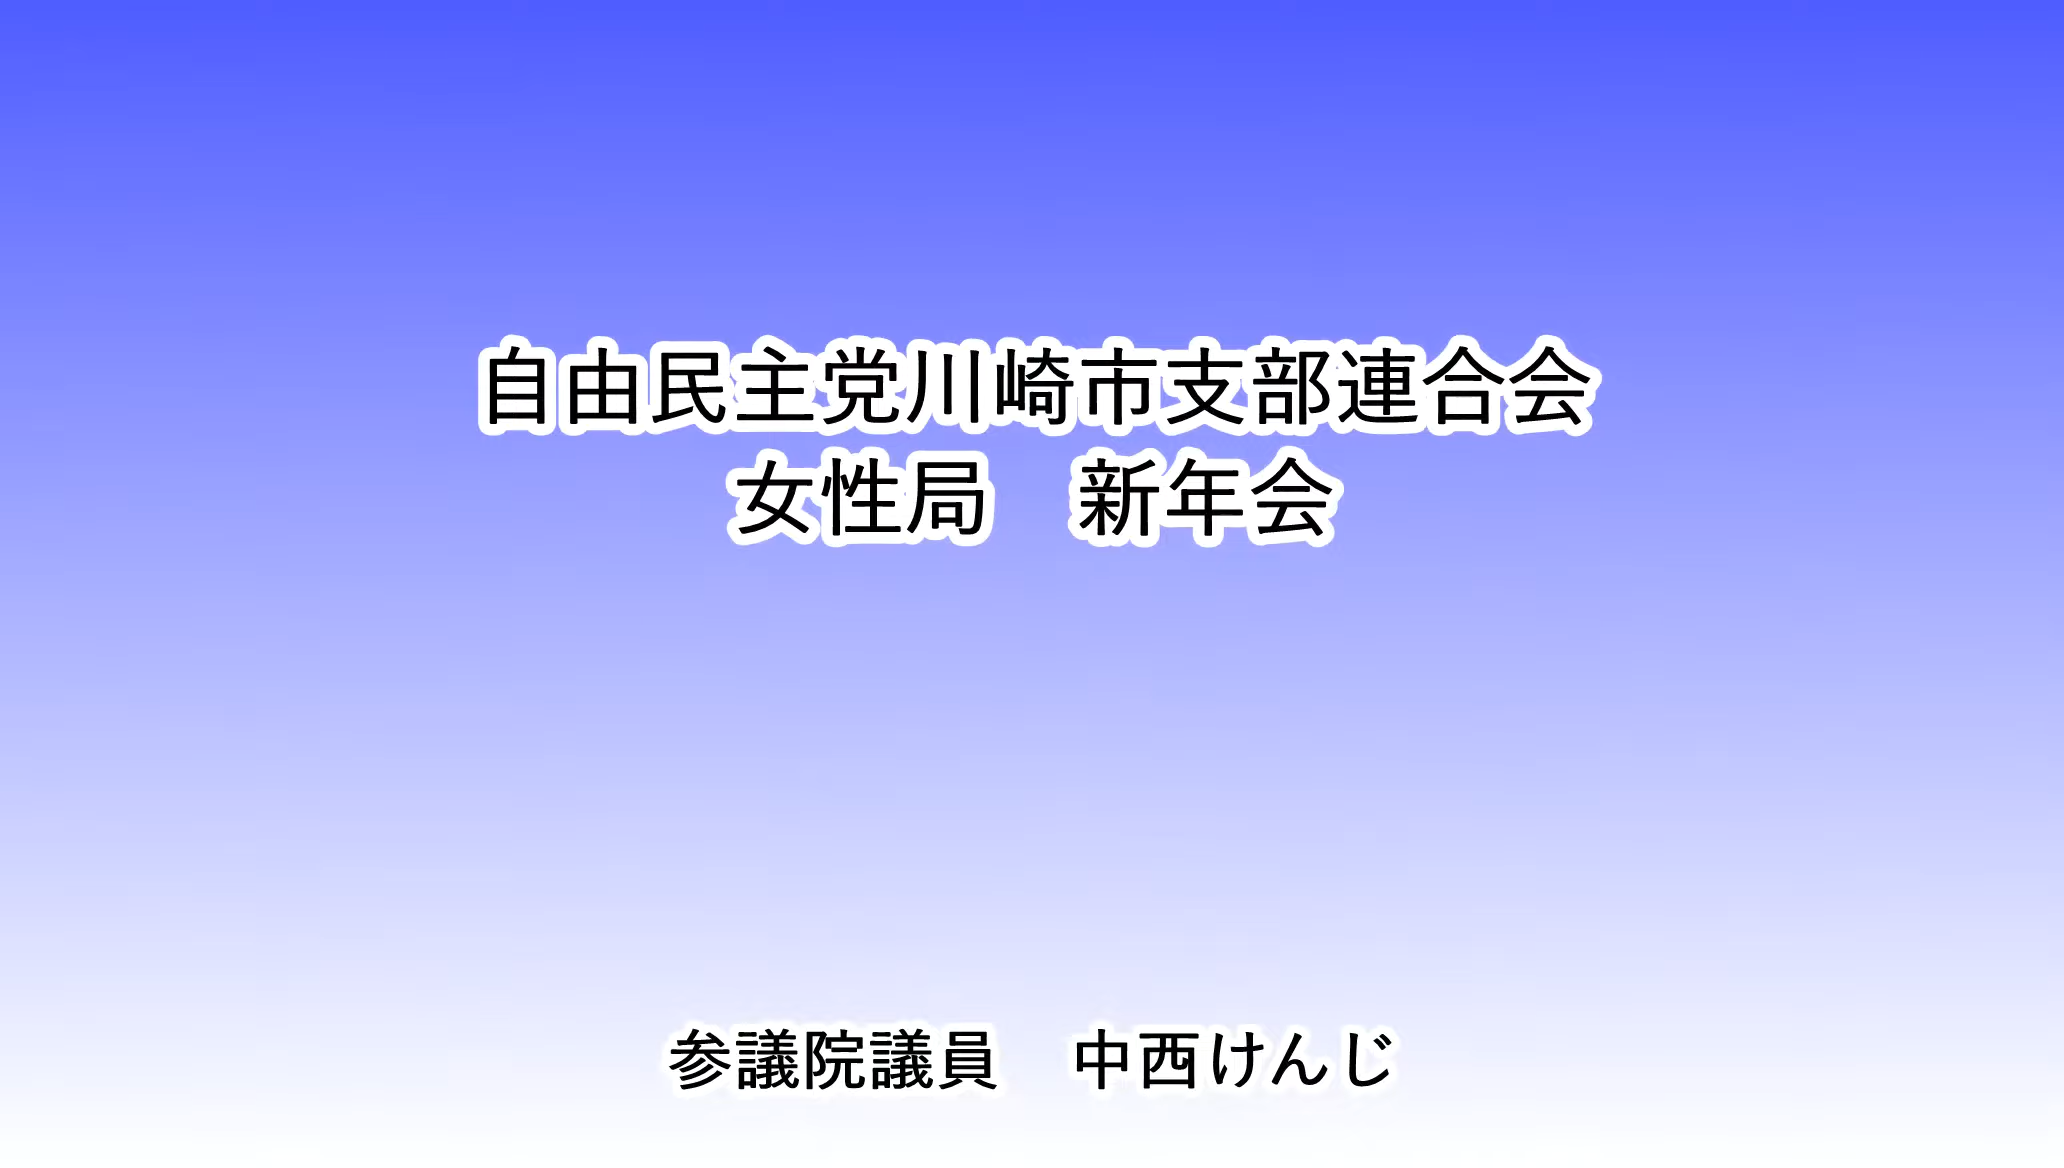 自由民主党川崎市支部連合会
女性局　新年会
参議院議員　中西けんじ